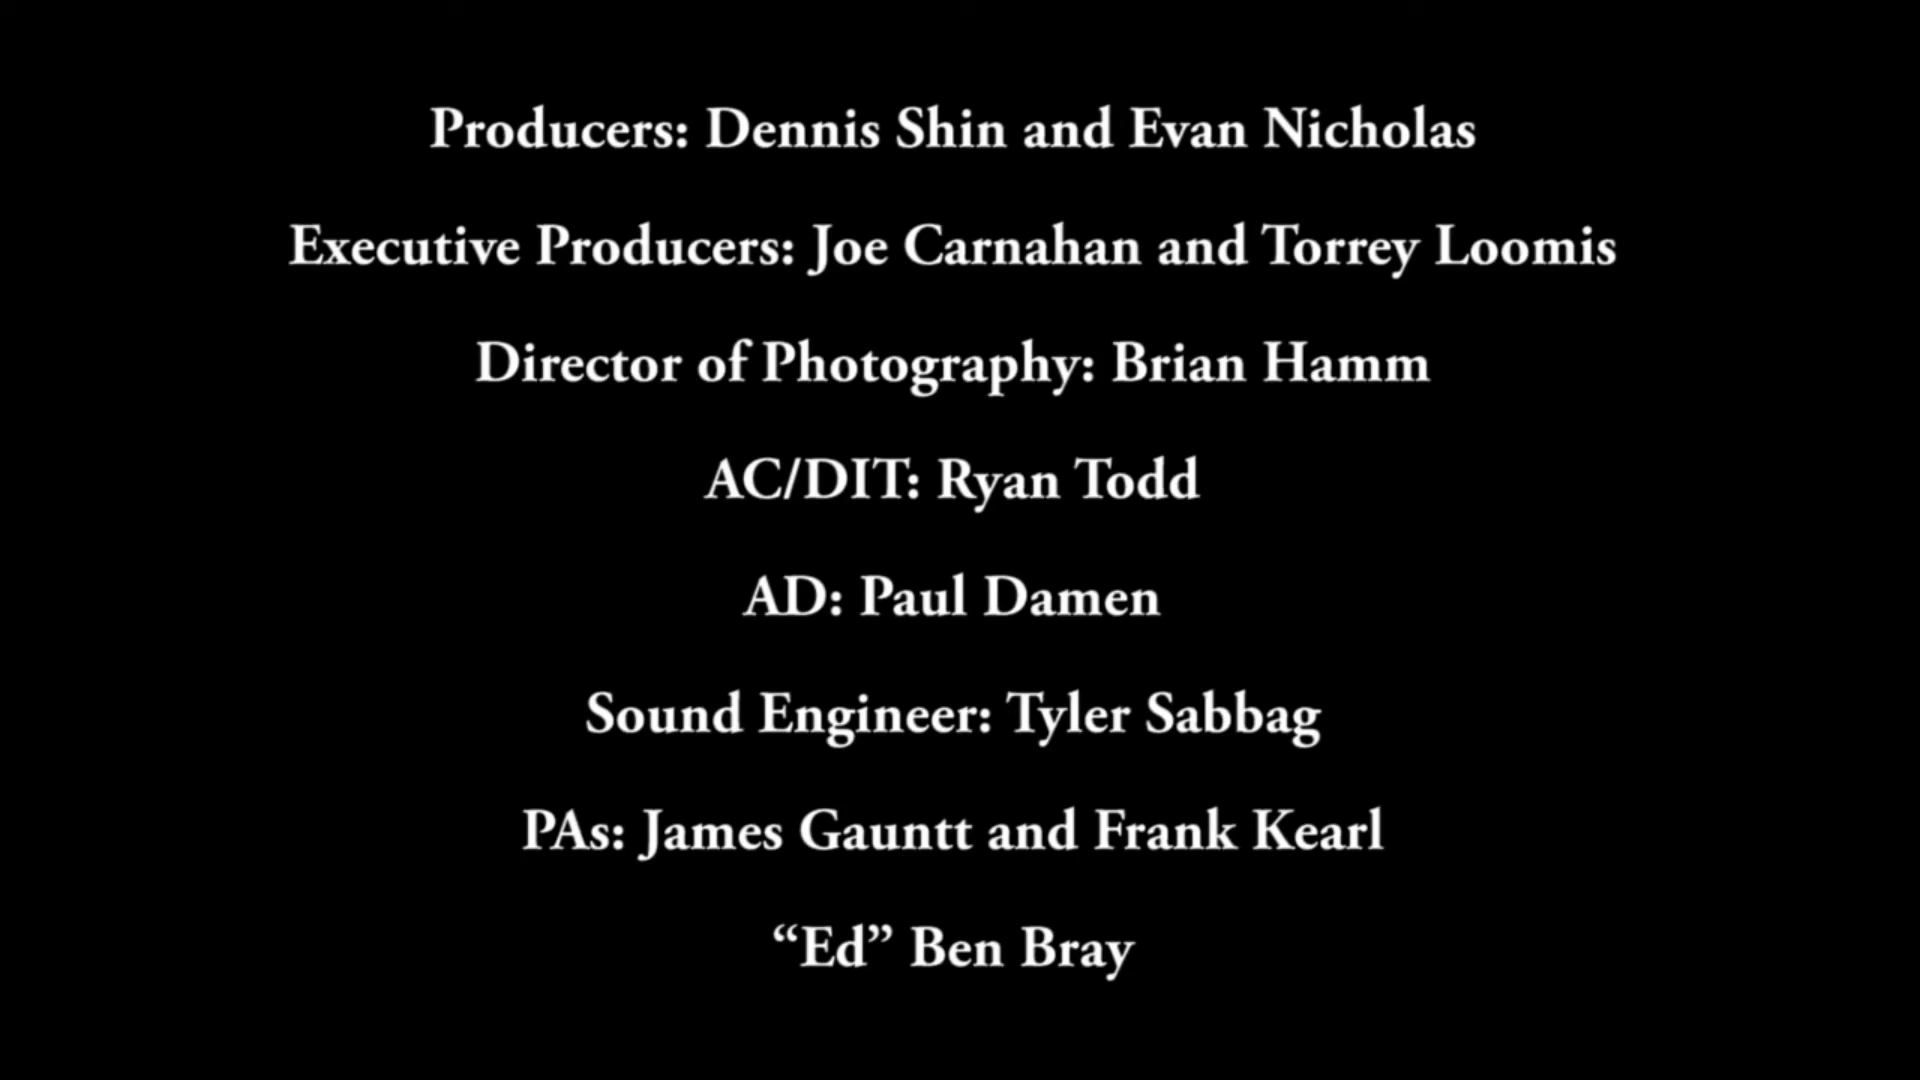 Producers: Dennis Shin and Evan Nicholas
Executive Producers: Joe Carnahan and Torrey Loomis
Director of Photography: Brian Hamm
AC/DIT: Ryan Todd
AD: Paul Damen
Sound Engineer: Tyler Sabbag
PAs: James Gauntt and Frank Kearl
“Ed” Ben Bray